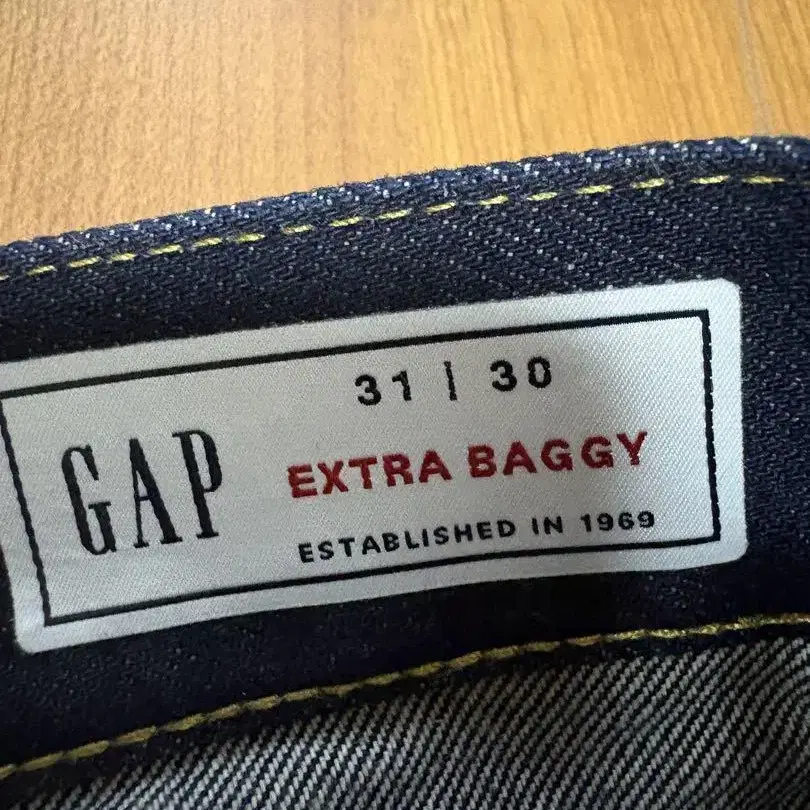 GAP
31 | 30
EXTRA BAGGY
ESTABLISHED IN 1969